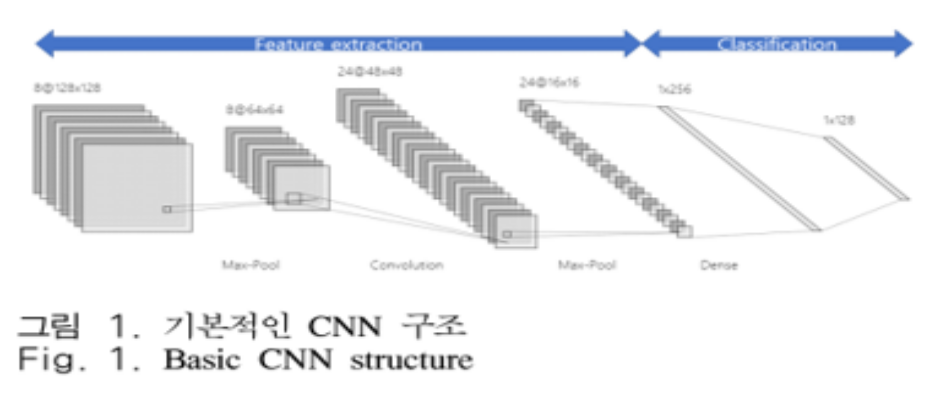 Feature extraction
Classification
8@128x128
8@64x64
24@48x48
24@16x16
1x256
1x128
Max-Pool
Convolution
Max-Pool
Dense
그림 1. 기본적인 CNN 구조
Fig. 1. Basic CNN structure